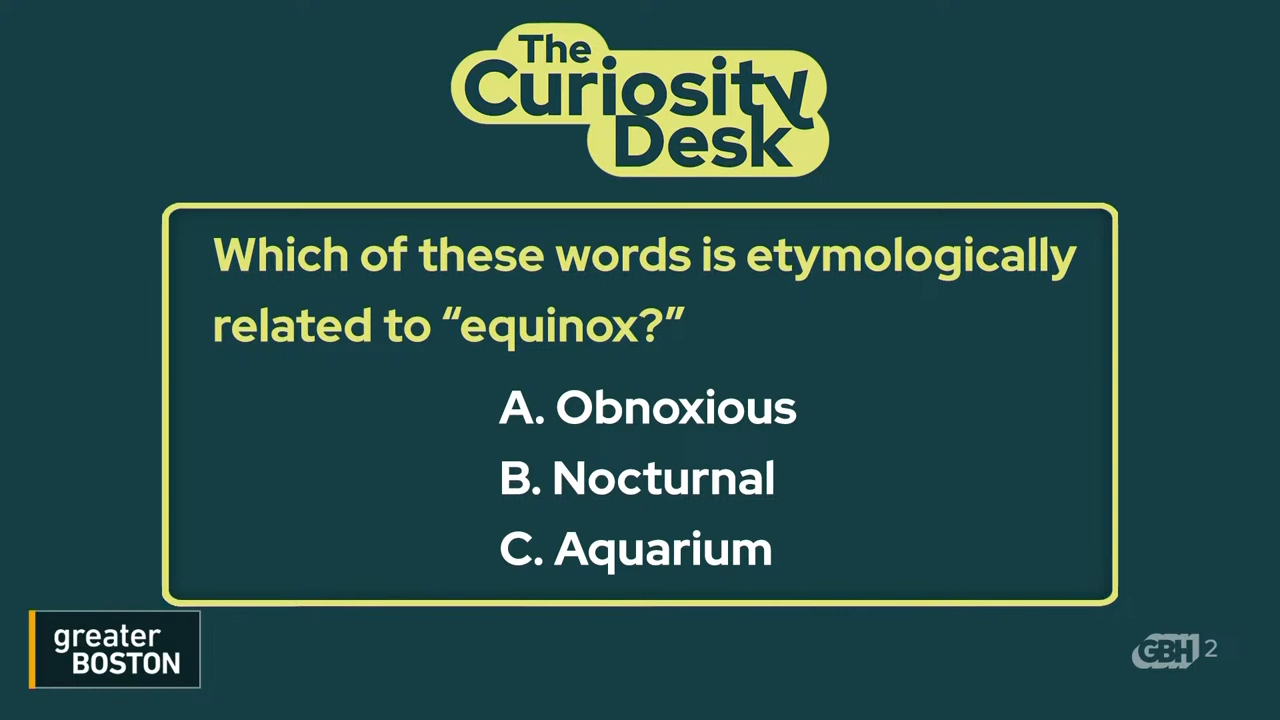 The
Curiosity
Desk
Which of these words is etymologically
related to “equinox?”
A. Obnoxious
B. Nocturnal
C. Aquarium
greater
BOSTON
GBH 2